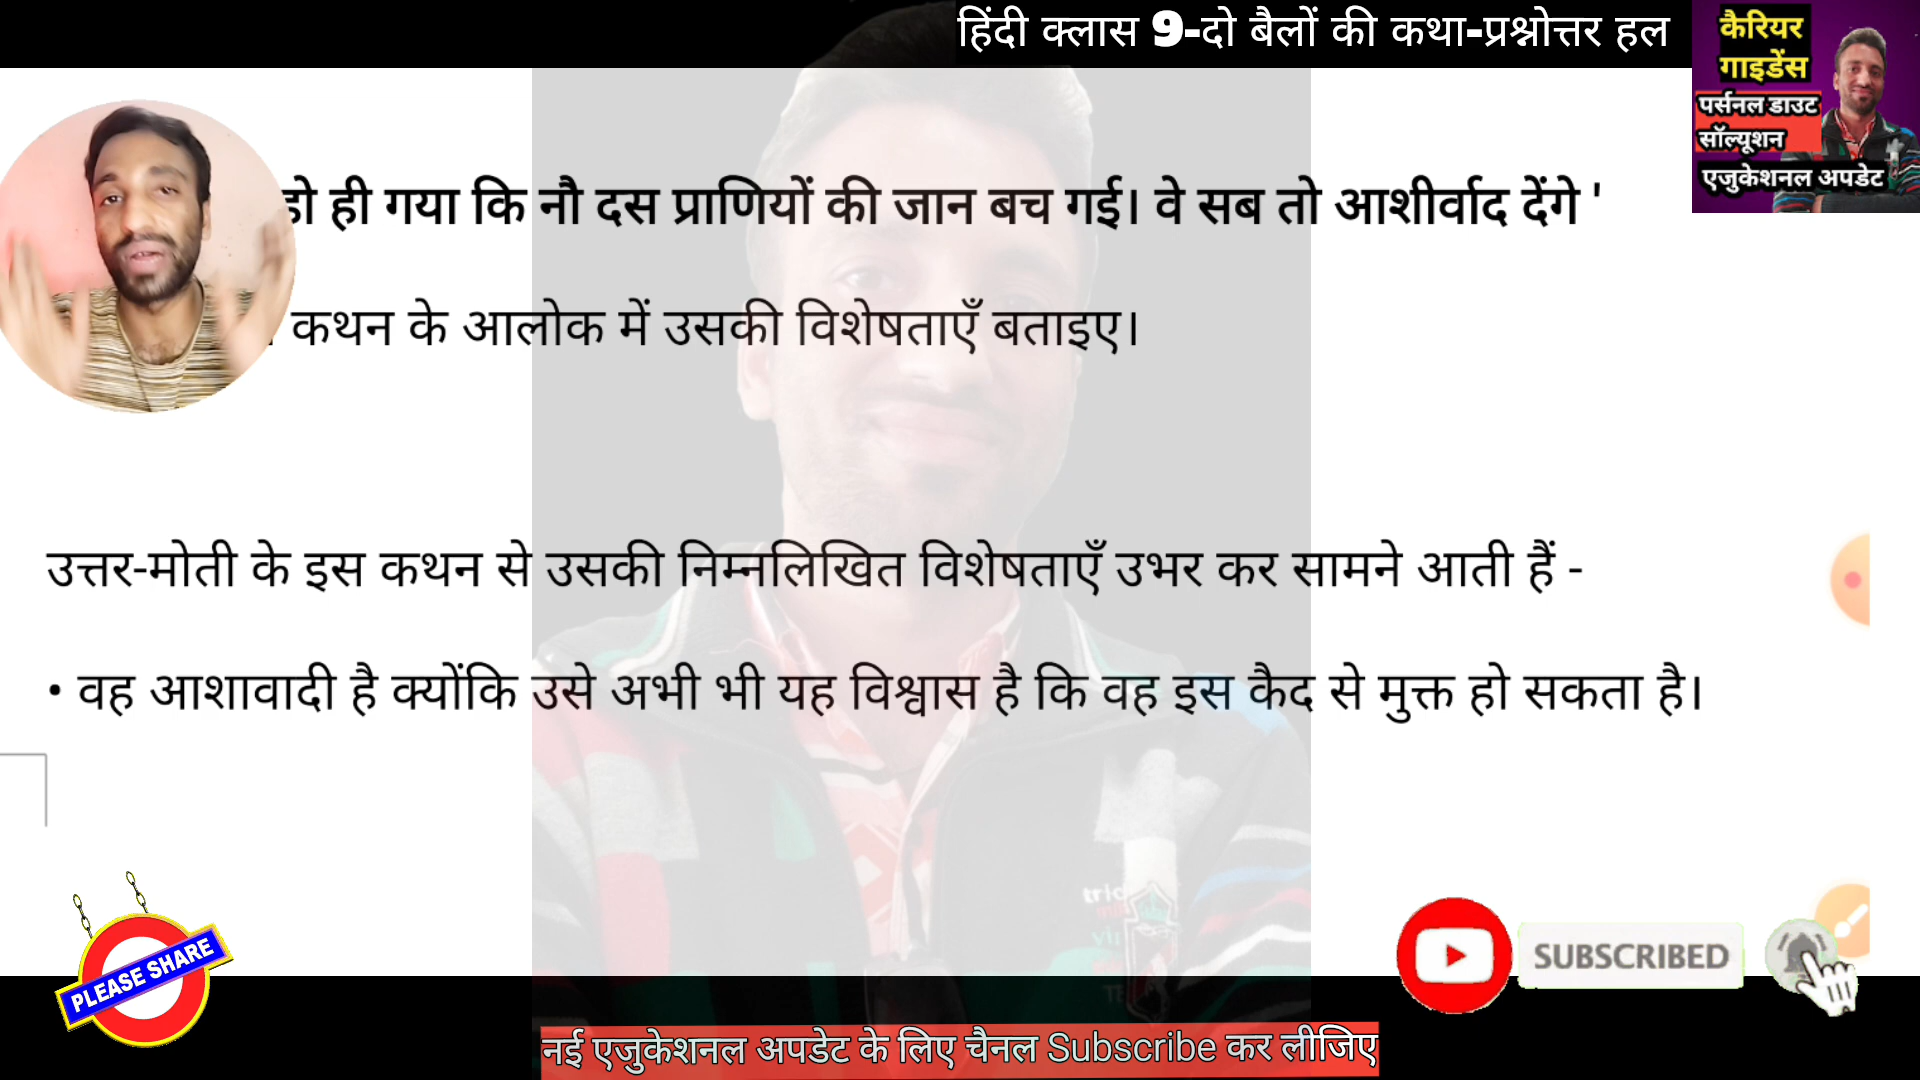 हिंदी क्लास 9-दो बैलों की कथा-प्रश्नोत्तर हल
कैरियर
गाइडेंस
पर्सनल डाउट
सॉल्यूशन
एजुकेशनल अपडेट
हो ही गया कि नौ दस प्राणियों की जान बच गई। वे सब तो आशीर्वाद देंगे '
कथन के आलोक में उसकी विशेषताएँ बताइए।
उत्तर-मोती के इस कथन से उसकी निम्नलिखित विशेषताएँ उभर कर सामने आती हैं -
• वह आशावादी है क्योंकि उसे अभी भी यह विश्वास है कि वह इस कैद से मुक्त हो सकता है।
PLEASE SHARE
SUBSCRIBED
नई एजुकेशनल अपडेट के लिए चैनल Subscribe कर लीजिए